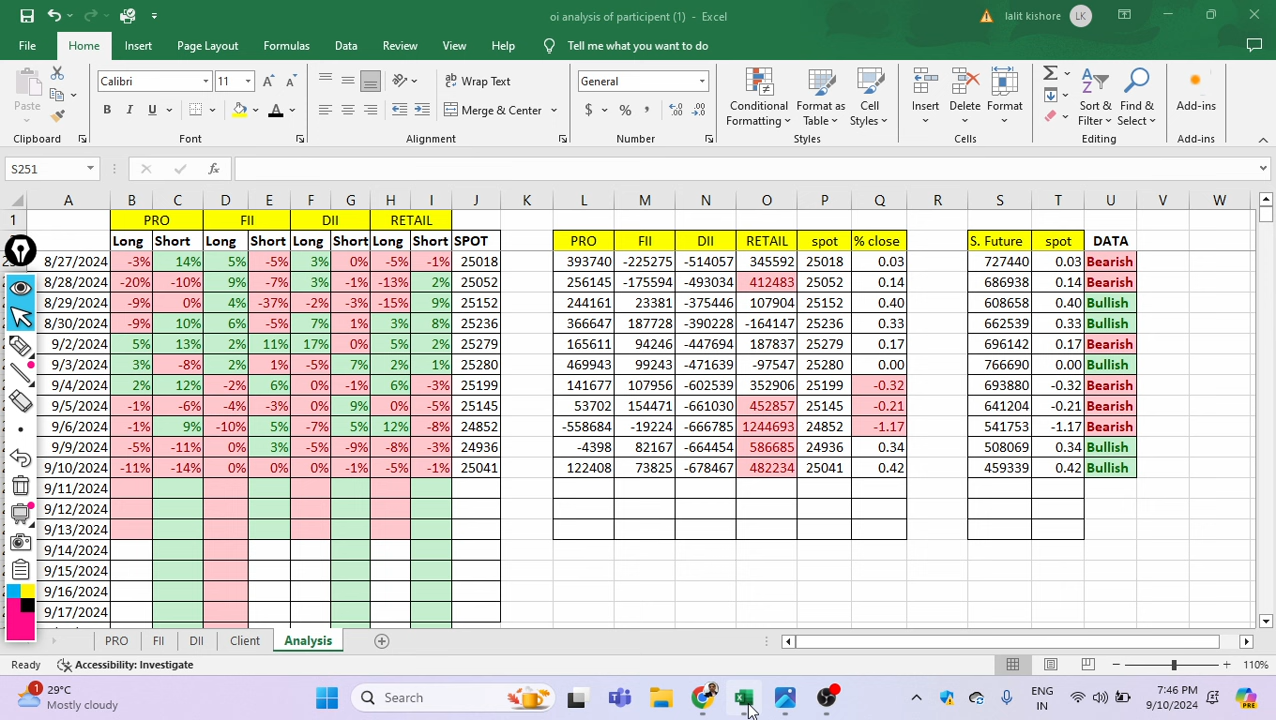 oi analysis of participent (1) - Excel
lalit kishore LK
File Home Insert Page Layout Formulas Data Review View Help Tell me what you want to do
Paste Calibri 11 Wrap Text General Conditional Formatting Format as Table Cell Styles Insert Delete Format Sort & Filter Find & Select Add-ins
B I U Merge & Center
Clipboard Font Alignment Number Styles Cells Editing Add-ins
S251
A B C D E F G H I J K L M N O P Q R S T U V W
1 PRO FII DII RETAIL
Long Short Long Short Long Short Long Short SPOT PRO FII DII RETAIL spot % close S. Future spot DATA
8/27/2024 -3% 14% 5% -5% 3% 0% -5% -1% 25018 393740 -225275 -514057 345592 25018 0.03 727440 0.03 Bearish
8/28/2024 -20% -10% 9% -7% 3% -1% -13% 2% 25052 256145 -175594 -493034 412483 25052 0.14 686938 0.14 Bearish
8/29/2024 -9% 0% 4% -37% -2% -3% -15% 9% 25152 244161 23381 -375446 107904 25152 0.40 608658 0.40 Bullish
8/30/2024 -9% 10% 6% -5% 7% 1% 3% 8% 25236 366647 187728 -390228 -164147 25236 0.33 662539 0.33 Bullish
9/2/2024 5% 13% 2% 11% 17% 0% 5% 2% 25279 165611 94246 -447694 187837 25279 0.17 696142 0.17 Bearish
9/3/2024 3% -8% 2% 1% -5% 7% 2% 1% 25280 469943 99243 -471639 -97547 25280 0.00 766690 0.00 Bullish
9/4/2024 2% 12% -2% 6% 0% -1% 6% -3% 25199 141677 107956 -602539 352906 25199 -0.32 693880 -0.32 Bearish
9/5/2024 -1% -6% -4% -3% 0% 9% 0% -5% 25145 53702 154471 -661030 452857 25145 -0.21 641204 -0.21 Bearish
9/6/2024 -1% 9% -10% 5% -7% 5% 12% -8% 24852 -558684 -19224 -666785 1244693 24852 -1.17 541753 -1.17 Bearish
9/9/2024 -5% -11% 0% 3% -5% -9% -8% -3% 24936 -4398 82167 -664454 586685 24936 0.34 508069 0.34 Bullish
9/10/2024 -11% -14% 0% 0% 0% -1% -5% -1% 25041 122408 73825 -678467 482234 25041 0.42 459339 0.42 Bullish
9/11/2024
9/12/2024
9/13/2024
9/14/2024
9/15/2024
9/16/2024
9/17/2024
PRO FII DII Client Analysis
Ready Accessibility: Investigate 110%
29°C
Mostly cloudy
Search
ENG
IN
7:46 PM
9/10/2024